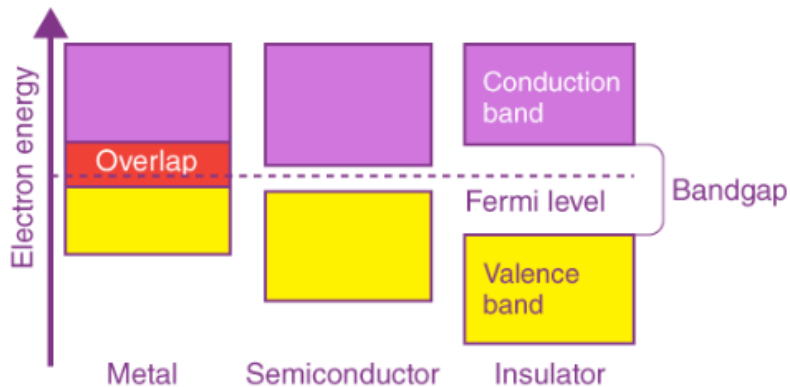 Electron energy
Overlap
Conduction
band
Fermi level
Bandgap
Valence
band
Metal
Semiconductor
Insulator